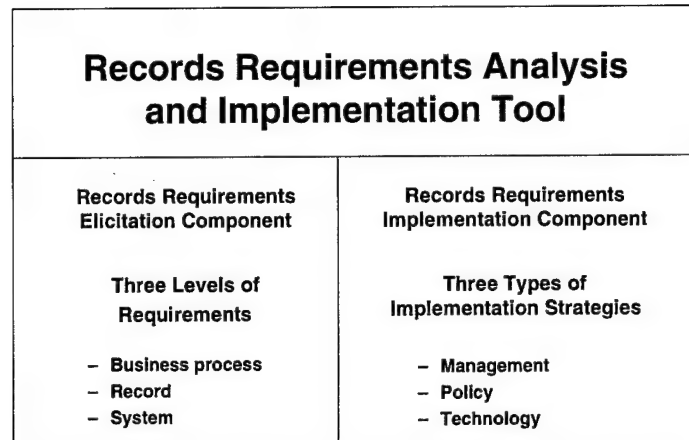 Records Requirements Analysis
and Implementation Tool
Records Requirements
Elicitation Component
Three Levels of
Requirements
– Business process
– Record
– System
Records Requirements
Implementation Component
Three Types of
Implementation Strategies
– Management
– Policy
– Technology